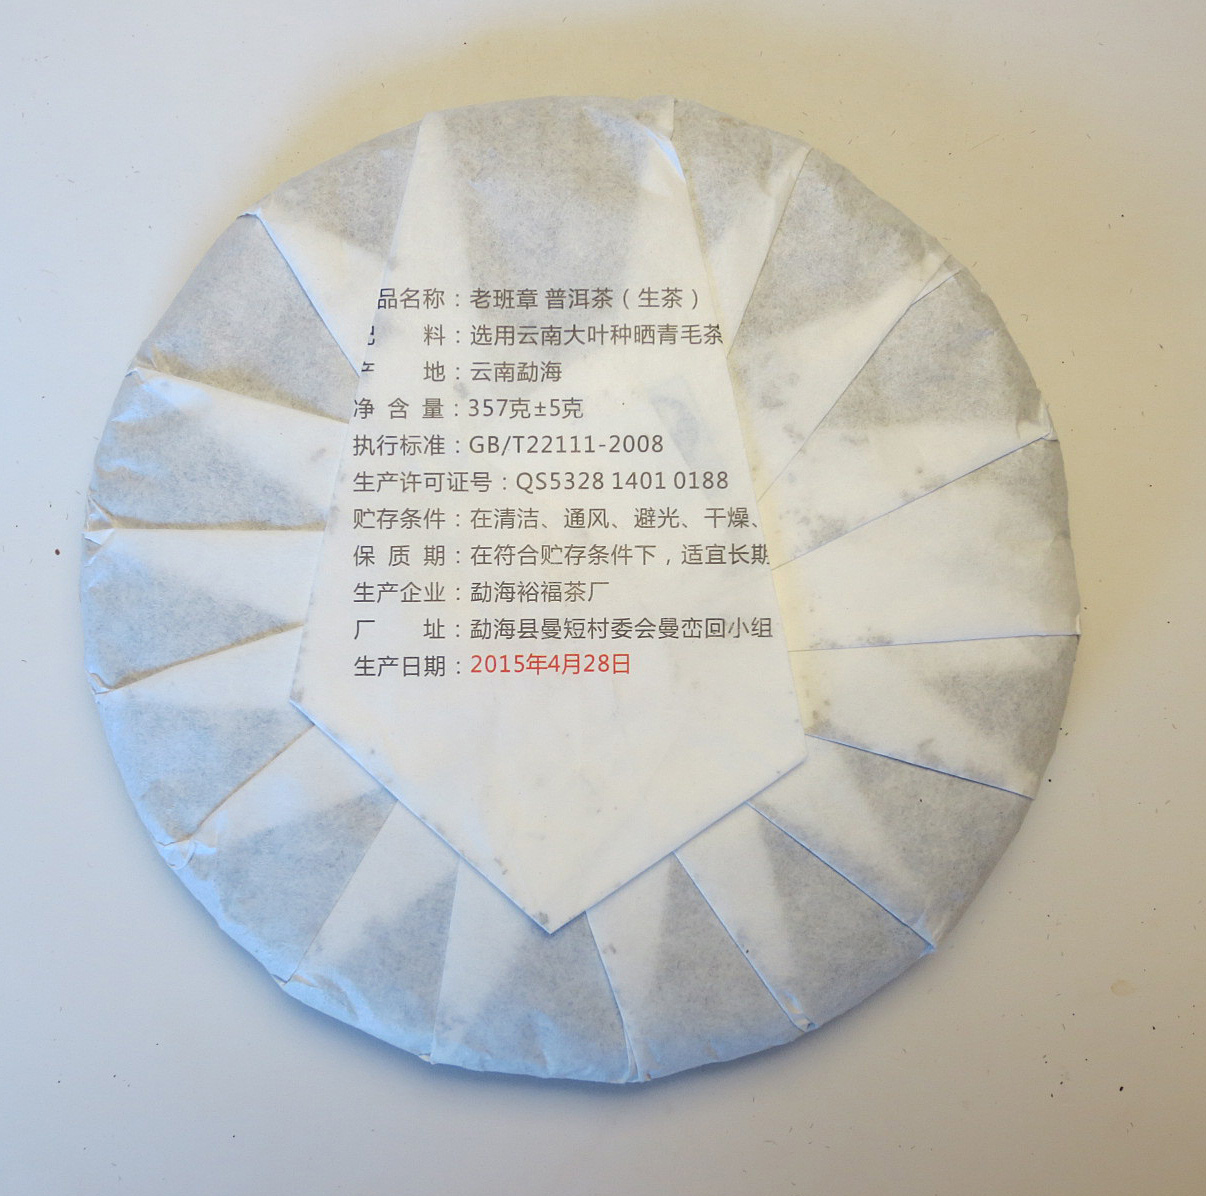 品名称：老班章 普洱茶（生茶）
料：选用云南大叶种晒青毛茶
地：云南勐海
净 含 量：357克±5克
执行标准：GB/T22111-2008
生产许可证号：QS5328 1401 0188
贮存条件：在清洁、通风、避光、干燥、
保 质 期：在符合贮存条件下，适宜长期
生产企业：勐海裕福茶厂
厂 址：勐海县曼短村委会曼峦回小组
生产日期：2015年4月28日